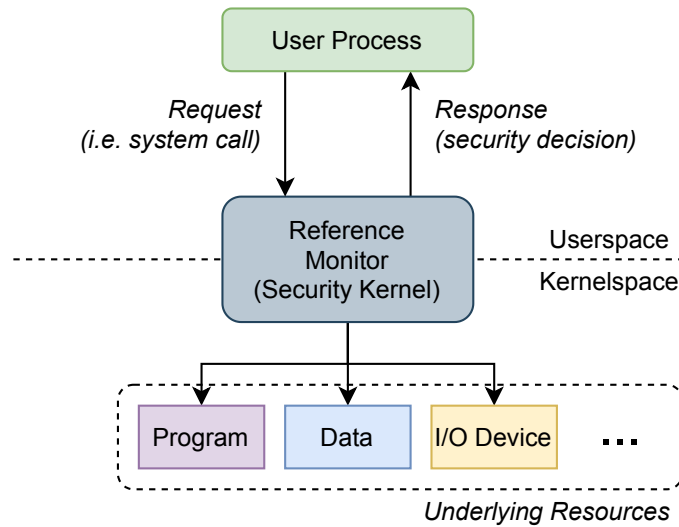 User Process
Request
(i.e. system call)
Response
(security decision)
Reference
Monitor
(Security Kernel)
Userspace
Kernelspace
Program
Data
I/O Device
...
Underlying Resources